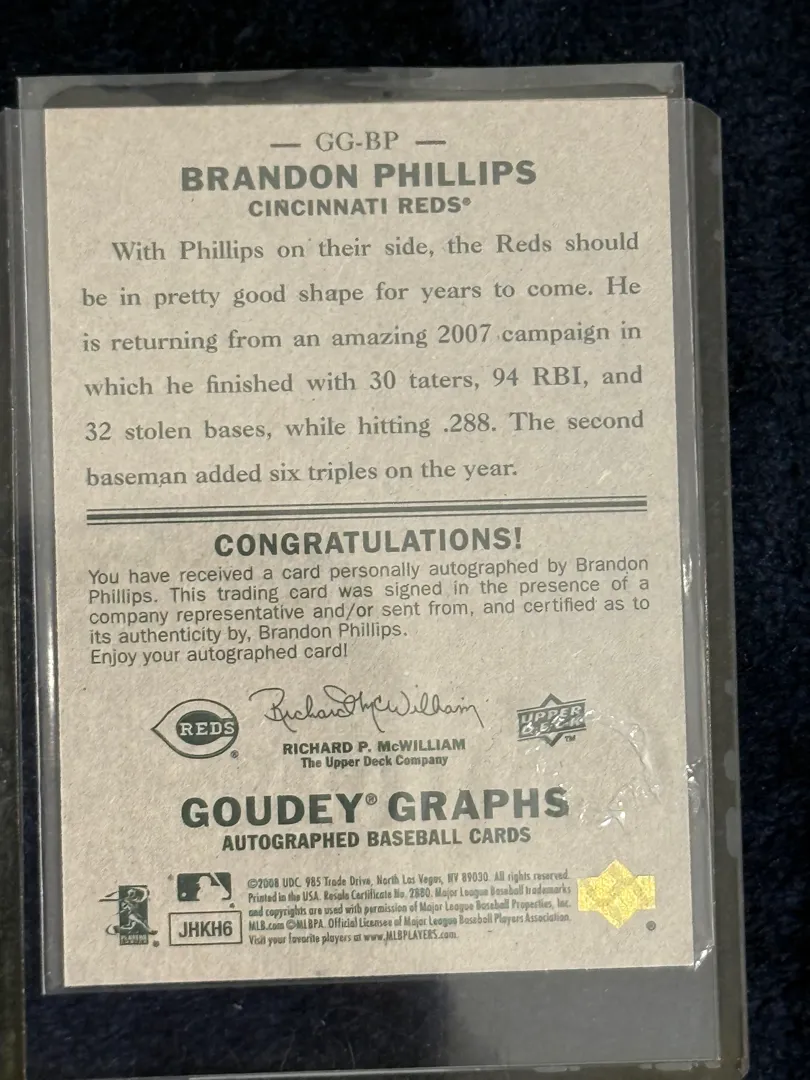 — GG-BP —
BRANDON PHILLIPS
CINCINNATI REDS®
With Phillips on their side, the Reds should
be in pretty good shape for years to come. He
is returning from an amazing 2007 campaign in
which he finished with 30 taters, 94 RBI, and
32 stolen bases, while hitting .288. The second
baseman added six triples on the year.
CONGRATULATIONS!
You have received a card personally autographed by Brandon
Phillips. This trading card was signed in the presence of a
company representative and/or sent from, and certified as to
its authenticity by, Brandon Phillips.
Enjoy your autographed card!
REDS ®
Richard P. McWilliam
UPPER DECK ™
RICHARD P. McWILLIAM
The Upper Deck Company
GOUDEY® GRAPHS
AUTOGRAPHED BASEBALL CARDS
JHKH6
©2008 UDC. 985 Trade Drive, North Las Vegas, NV 89030. All rights reserved.
Printed in the USA. Resale Certificate No. 2880. Major League Baseball trademarks
and copyrights are used with permission of Major League Baseball Properties, Inc.
MLB.com ©MLBPA. Official Licensee of Major League Baseball Players Association.
Visit your favorite players at www.MLBPLAYERS.com.
®